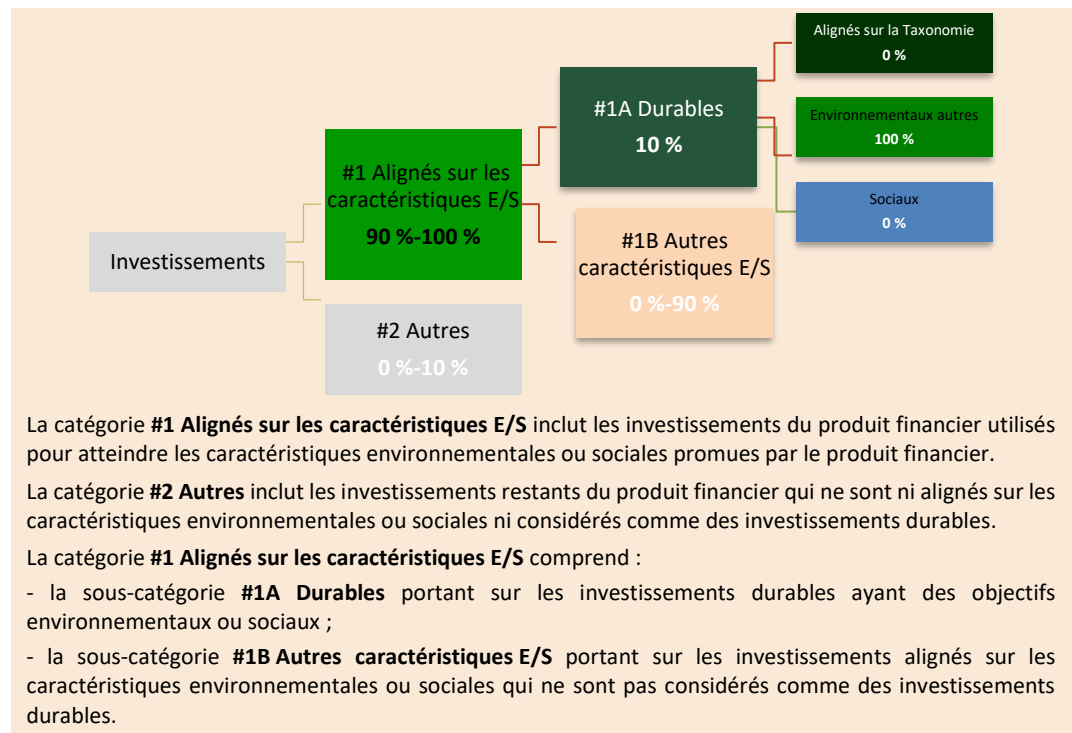 Alignés sur la Taxonomie
0 %
#1A Durables
10 %
Environnementaux autres
100 %
#1 Alignés sur les
caractéristiques E/S
90 %-100 %
Sociaux
0 %
Investissements
#1B Autres
caractéristiques E/S
0 %-90 %
#2 Autres
0 %-10 %
La catégorie #1 Alignés sur les caractéristiques E/S inclut les investissements du produit financier utilisés
pour atteindre les caractéristiques environnementales ou sociales promues par le produit financier.
La catégorie #2 Autres inclut les investissements restants du produit financier qui ne sont ni alignés sur les
caractéristiques environnementales ou sociales ni considérés comme des investissements durables.
La catégorie #1 Alignés sur les caractéristiques E/S comprend :
- la sous-catégorie #1A Durables portant sur les investissements durables ayant des objectifs
environnementaux ou sociaux ;
- la sous-catégorie #1B Autres caractéristiques E/S portant sur les investissements alignés sur les
caractéristiques environnementales ou sociales qui ne sont pas considérés comme des investissements
durables.